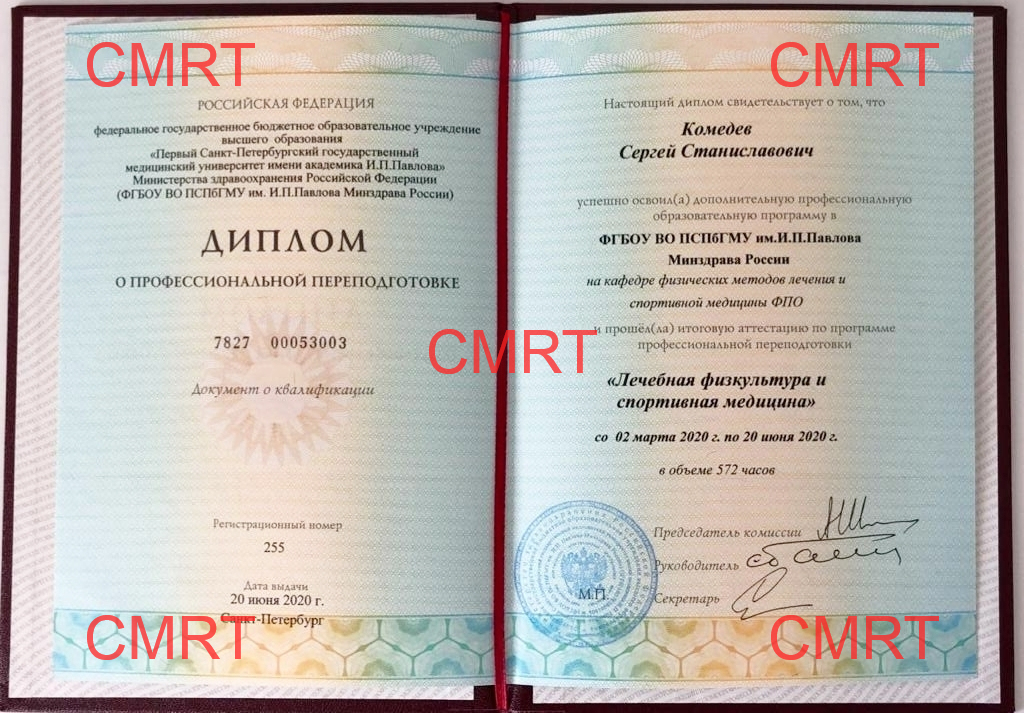 CMRT
CMRT
РОССИЙСКАЯ ФЕДЕРАЦИЯ
федеральное государственное бюджетное образовательное учреждение
высшего образования
«Первый Санкт-Петербургский государственный
медицинский университет имени академика И.П.Павлова»
Министерства здравоохранения Российской Федерации
(ФГБОУ ВО ПСПбГМУ им. И.П.Павлова Минздрава России)
ДИПЛОМ
О ПРОФЕССИОНАЛЬНОЙ ПЕРЕПОДГОТОВКЕ
7827 00053003
Документ о квалификации
Регистрационный номер
255
Дата выдачи
20 июня 2020 г.
Санкт-Петербург
CMRT
CMRT
Настоящий диплом свидетельствует о том, что
Комедев
Сергей Станиславович
успешно освоил(а) дополнительную профессиональную
образовательную программу в
ФГБОУ ВО ПСПбГМУ им.И.П.Павлова
Минздрава России
на кафедре физических методов лечения и
спортивной медицины ФПО
и прошёл(ла) итоговую аттестацию по программе
профессиональной переподготовки
«Лечебная физкультура и
спортивная медицина»
со 02 марта 2020 г. по 20 июня 2020 г.
в объеме 572 часов
Председатель комиссии
Руководитель
М.П.
Секретарь
CMRT